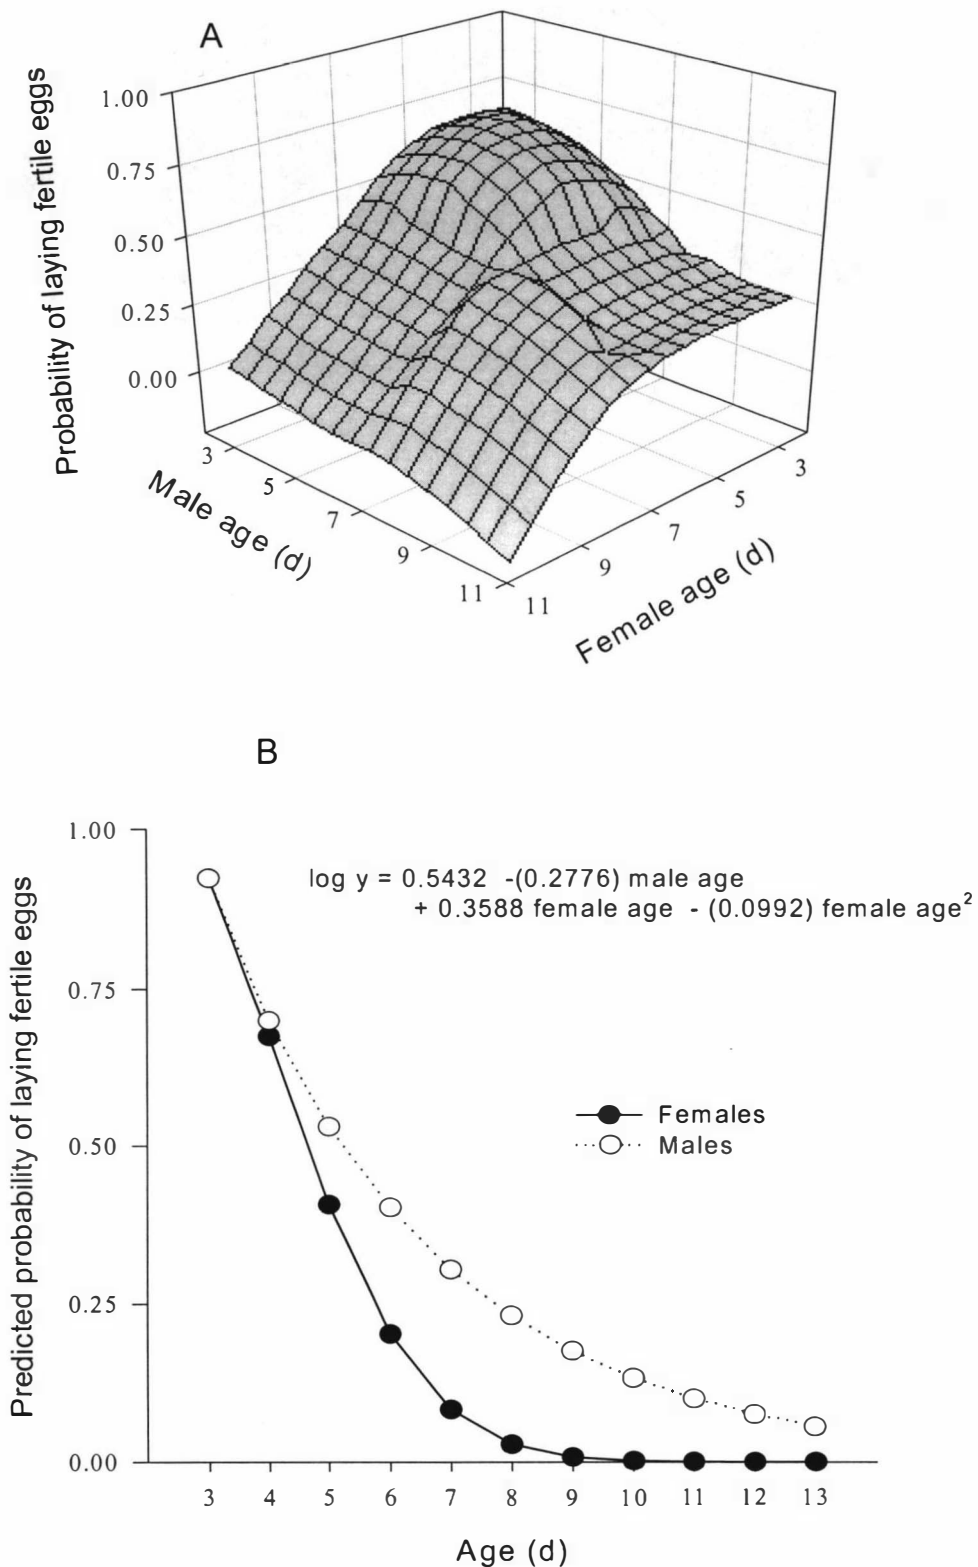 A
Probability of laying fertile eggs
1.00
0.75
0.50
0.25
0.00
3
5
7
9
11
Male age (d)
11
9
7
5
3
Female age (d)
B
Predicted probability of laying fertile eggs
1.00
0.75
0.50
0.25
0.00
log y = 0.5432 -(0.2776) male age
+ 0.3588 female age - (0.0992) female age²
Females
Males
3 4 5 6 7 8 9 10 11 12 13
Age (d)